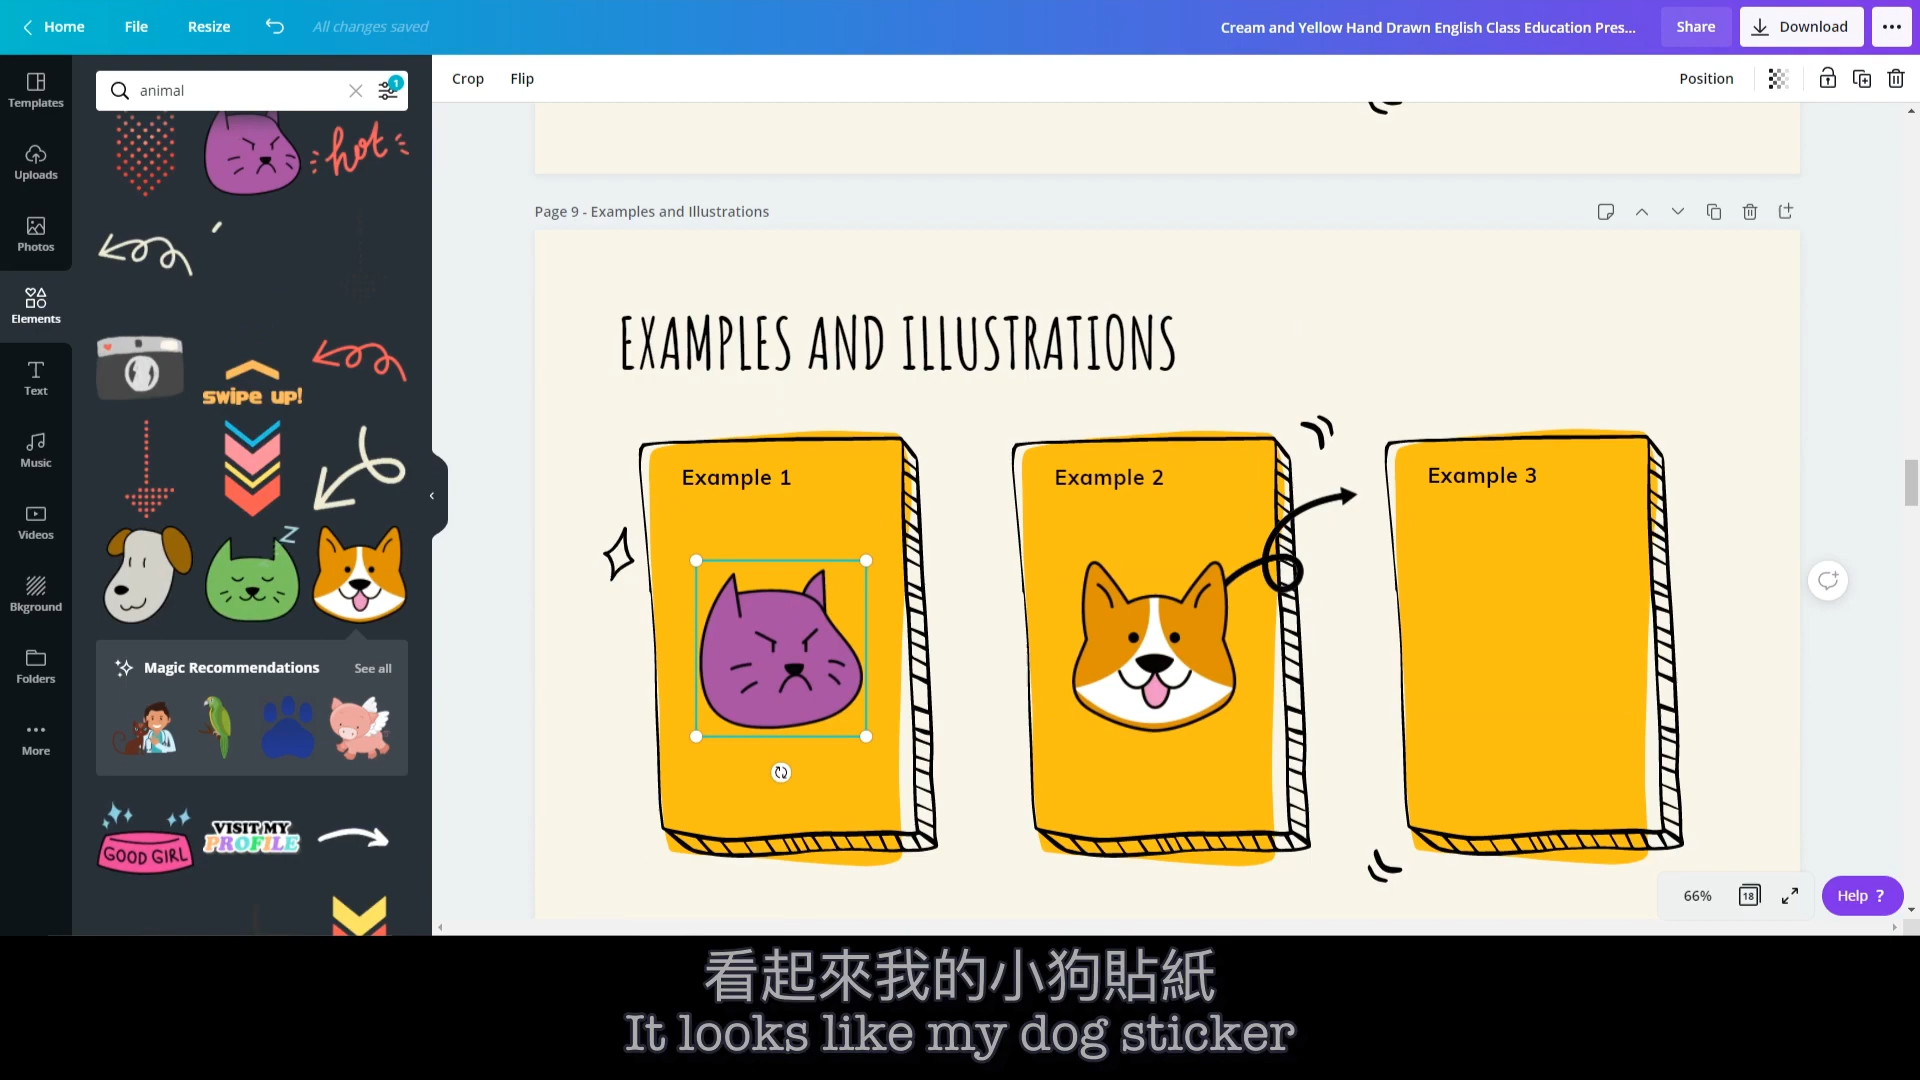 Home
File
Resize
All changes saved
Cream and Yellow Hand Drawn English Class Education Pres...
Share
Download
Templates
Uploads
Photos
Elements
Text
Music
Videos
Bkground
Folders
More
animal
1
hot
swipe up!
Magic Recommendations
See all
GOOD GIRL
VISIT MY
PROFILE
Crop
Flip
Position
Page 9 - Examples and Illustrations
EXAMPLES AND ILLUSTRATIONS
Example 1
Example 2
Example 3
Z
66%
18
Help ?
看起來我的小狗貼紙
It looks like my dog sticker